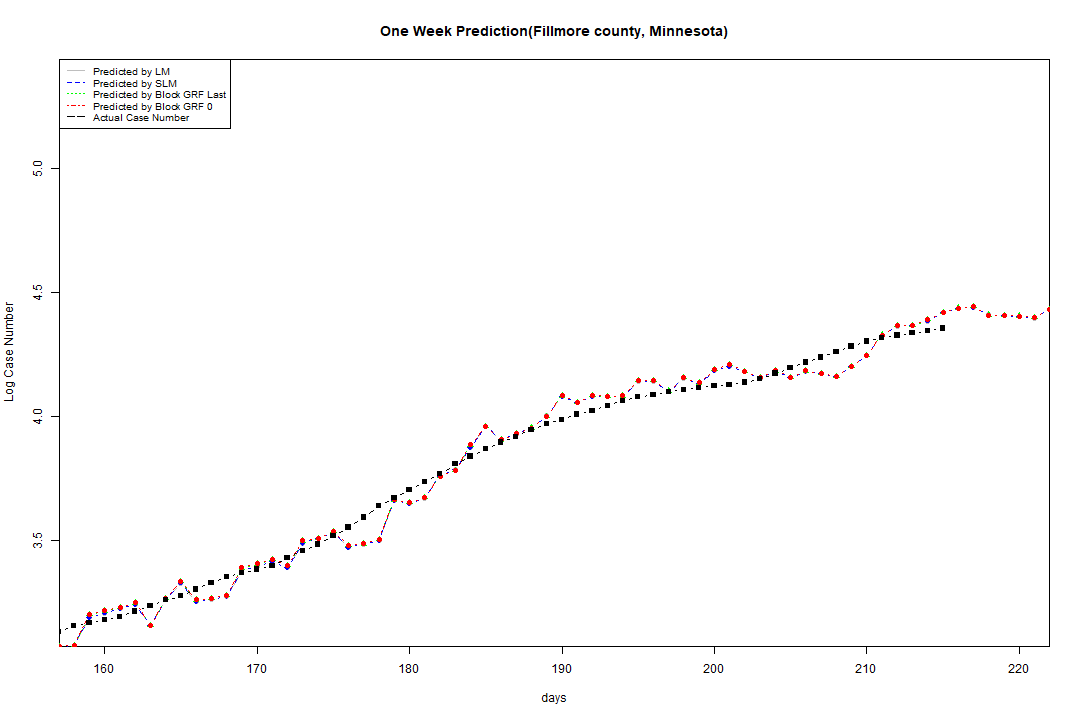 One Week Prediction(Fillmore county, Minnesota)
Predicted by LM
Predicted by SLM
Predicted by Block GRF Last
Predicted by Block GRF 0
Actual Case Number
5.0
4.5
4.0
3.5
Log Case Number
160 170 180 190 200 210 220
days